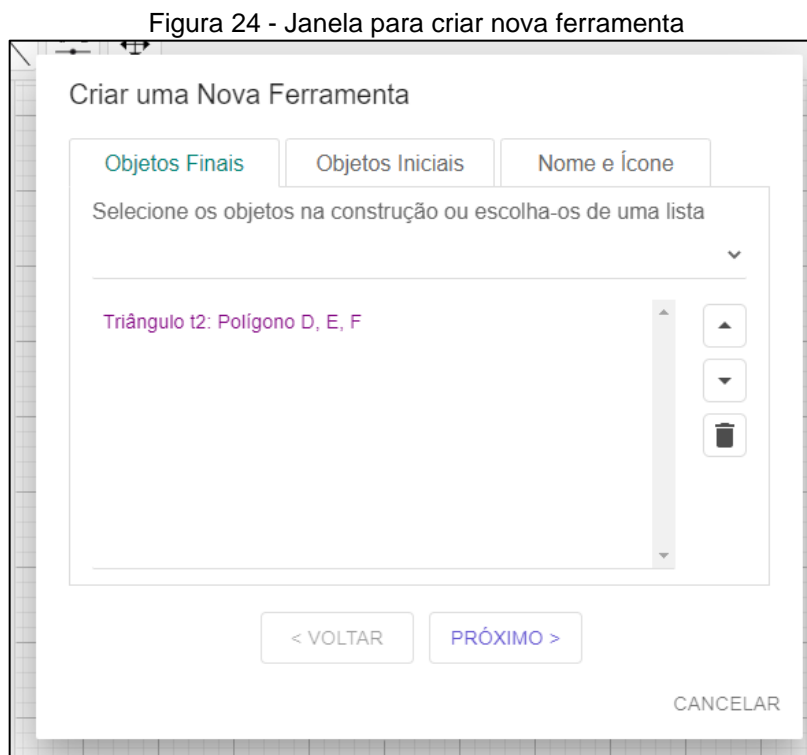 Figura 24 - Janela para criar nova ferramenta
Criar uma Nova Ferramenta
Objetos Finais
Objetos Iniciais
Nome e Ícone
Selecione os objetos na construção ou escolha-os de uma lista
Triângulo t2: Polígono D, E, F
< VOLTAR
PRÓXIMO >
CANCELAR